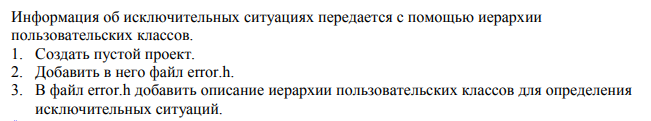 Информация об исключительных ситуациях передается с помощью иерархии
пользовательских классов.
1. Создать пустой проект.
2. Добавить в него файл error.h.
3. В файл error.h добавить описание иерархии пользовательских классов для определения
исключительных ситуаций.